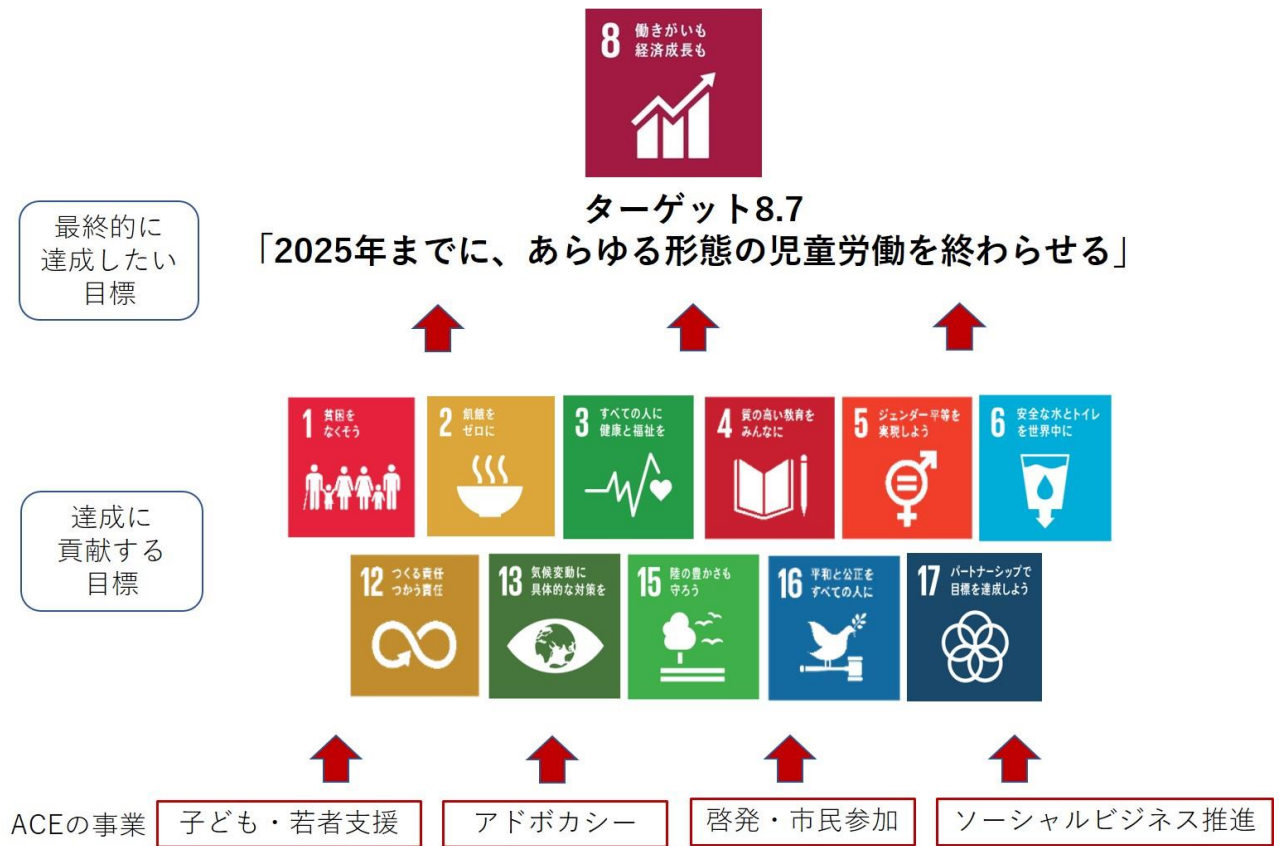 8 働きがいも
経済成長も
ターゲット8.7
「2025年までに、あらゆる形態の児童労働を終わらせる」
最終的に
達成したい
目標
1 貧困を
なくそう
2 飢餓を
ゼロに
3 すべての人に
健康と福祉を
4 質の高い教育を
みんなに
5 ジェンダー平等を
実現しよう
6 安全な水とトイレ
を世界中に
達成に
貢献する
目標
12 つくる責任
つかう責任
13 気候変動に
具体的な対策を
15 陸の豊かさも
守ろう
16 平和と公正を
すべての人に
17 パートナーシップで
目標を達成しよう
ACEの事業 子ども・若者支援 アドボカシー 啓発・市民参加 ソーシャルビジネス推進